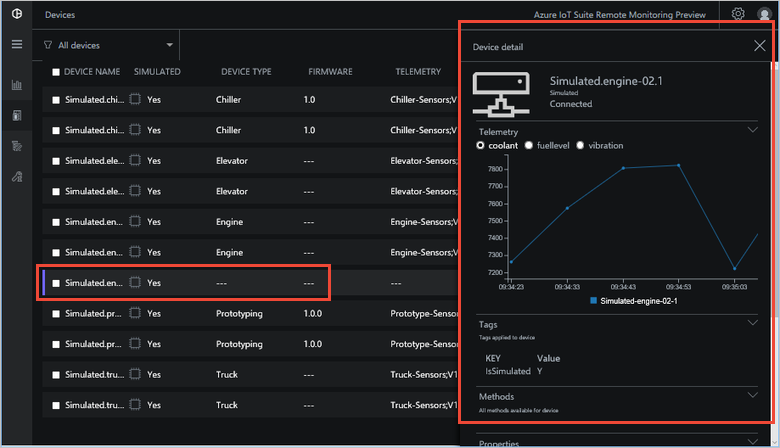 Devices
Azure IoT Suite Remote Monitoring Preview
All devices
DEVICE NAME SIMULATED DEVICE TYPE FIRMWARE TELEMETRY
Simulated.chi... Yes Chiller 1.0 Chiller-Sensors;V1
Simulated.chi... Yes Chiller 1.0 Chiller-Sensors;V1
Simulated.ele... Yes Elevator --- Elevator-Sensors;
Simulated.ele... Yes Elevator --- Elevator-Sensors;
Simulated.en... Yes Engine --- Engine-Sensors;V1
Simulated.en... Yes Engine --- Engine-Sensors;V1
Simulated.en... Yes --- --- ---
Simulated.pr... Yes Prototyping 1.0.0 Prototype-Sensor
Simulated.pr... Yes Prototyping 1.0.0 Prototype-Sensor
Simulated.tru... Yes Truck --- Truck-Sensors;V1
Simulated.tru... Yes Truck --- Truck-Sensors;V1
Device detail
Simulated.engine-02.1
Simulated
Connected
Telemetry
coolant fuellevel vibration
7800
7700
7600
7500
7400
7300
7200
09:34:23 09:34:33 09:34:43 09:34:53 09:35:03
Simulated-engine-02-1
Tags
Tags applied to device
KEY Value
IsSimulated Y
Methods
All methods available for device
Properties